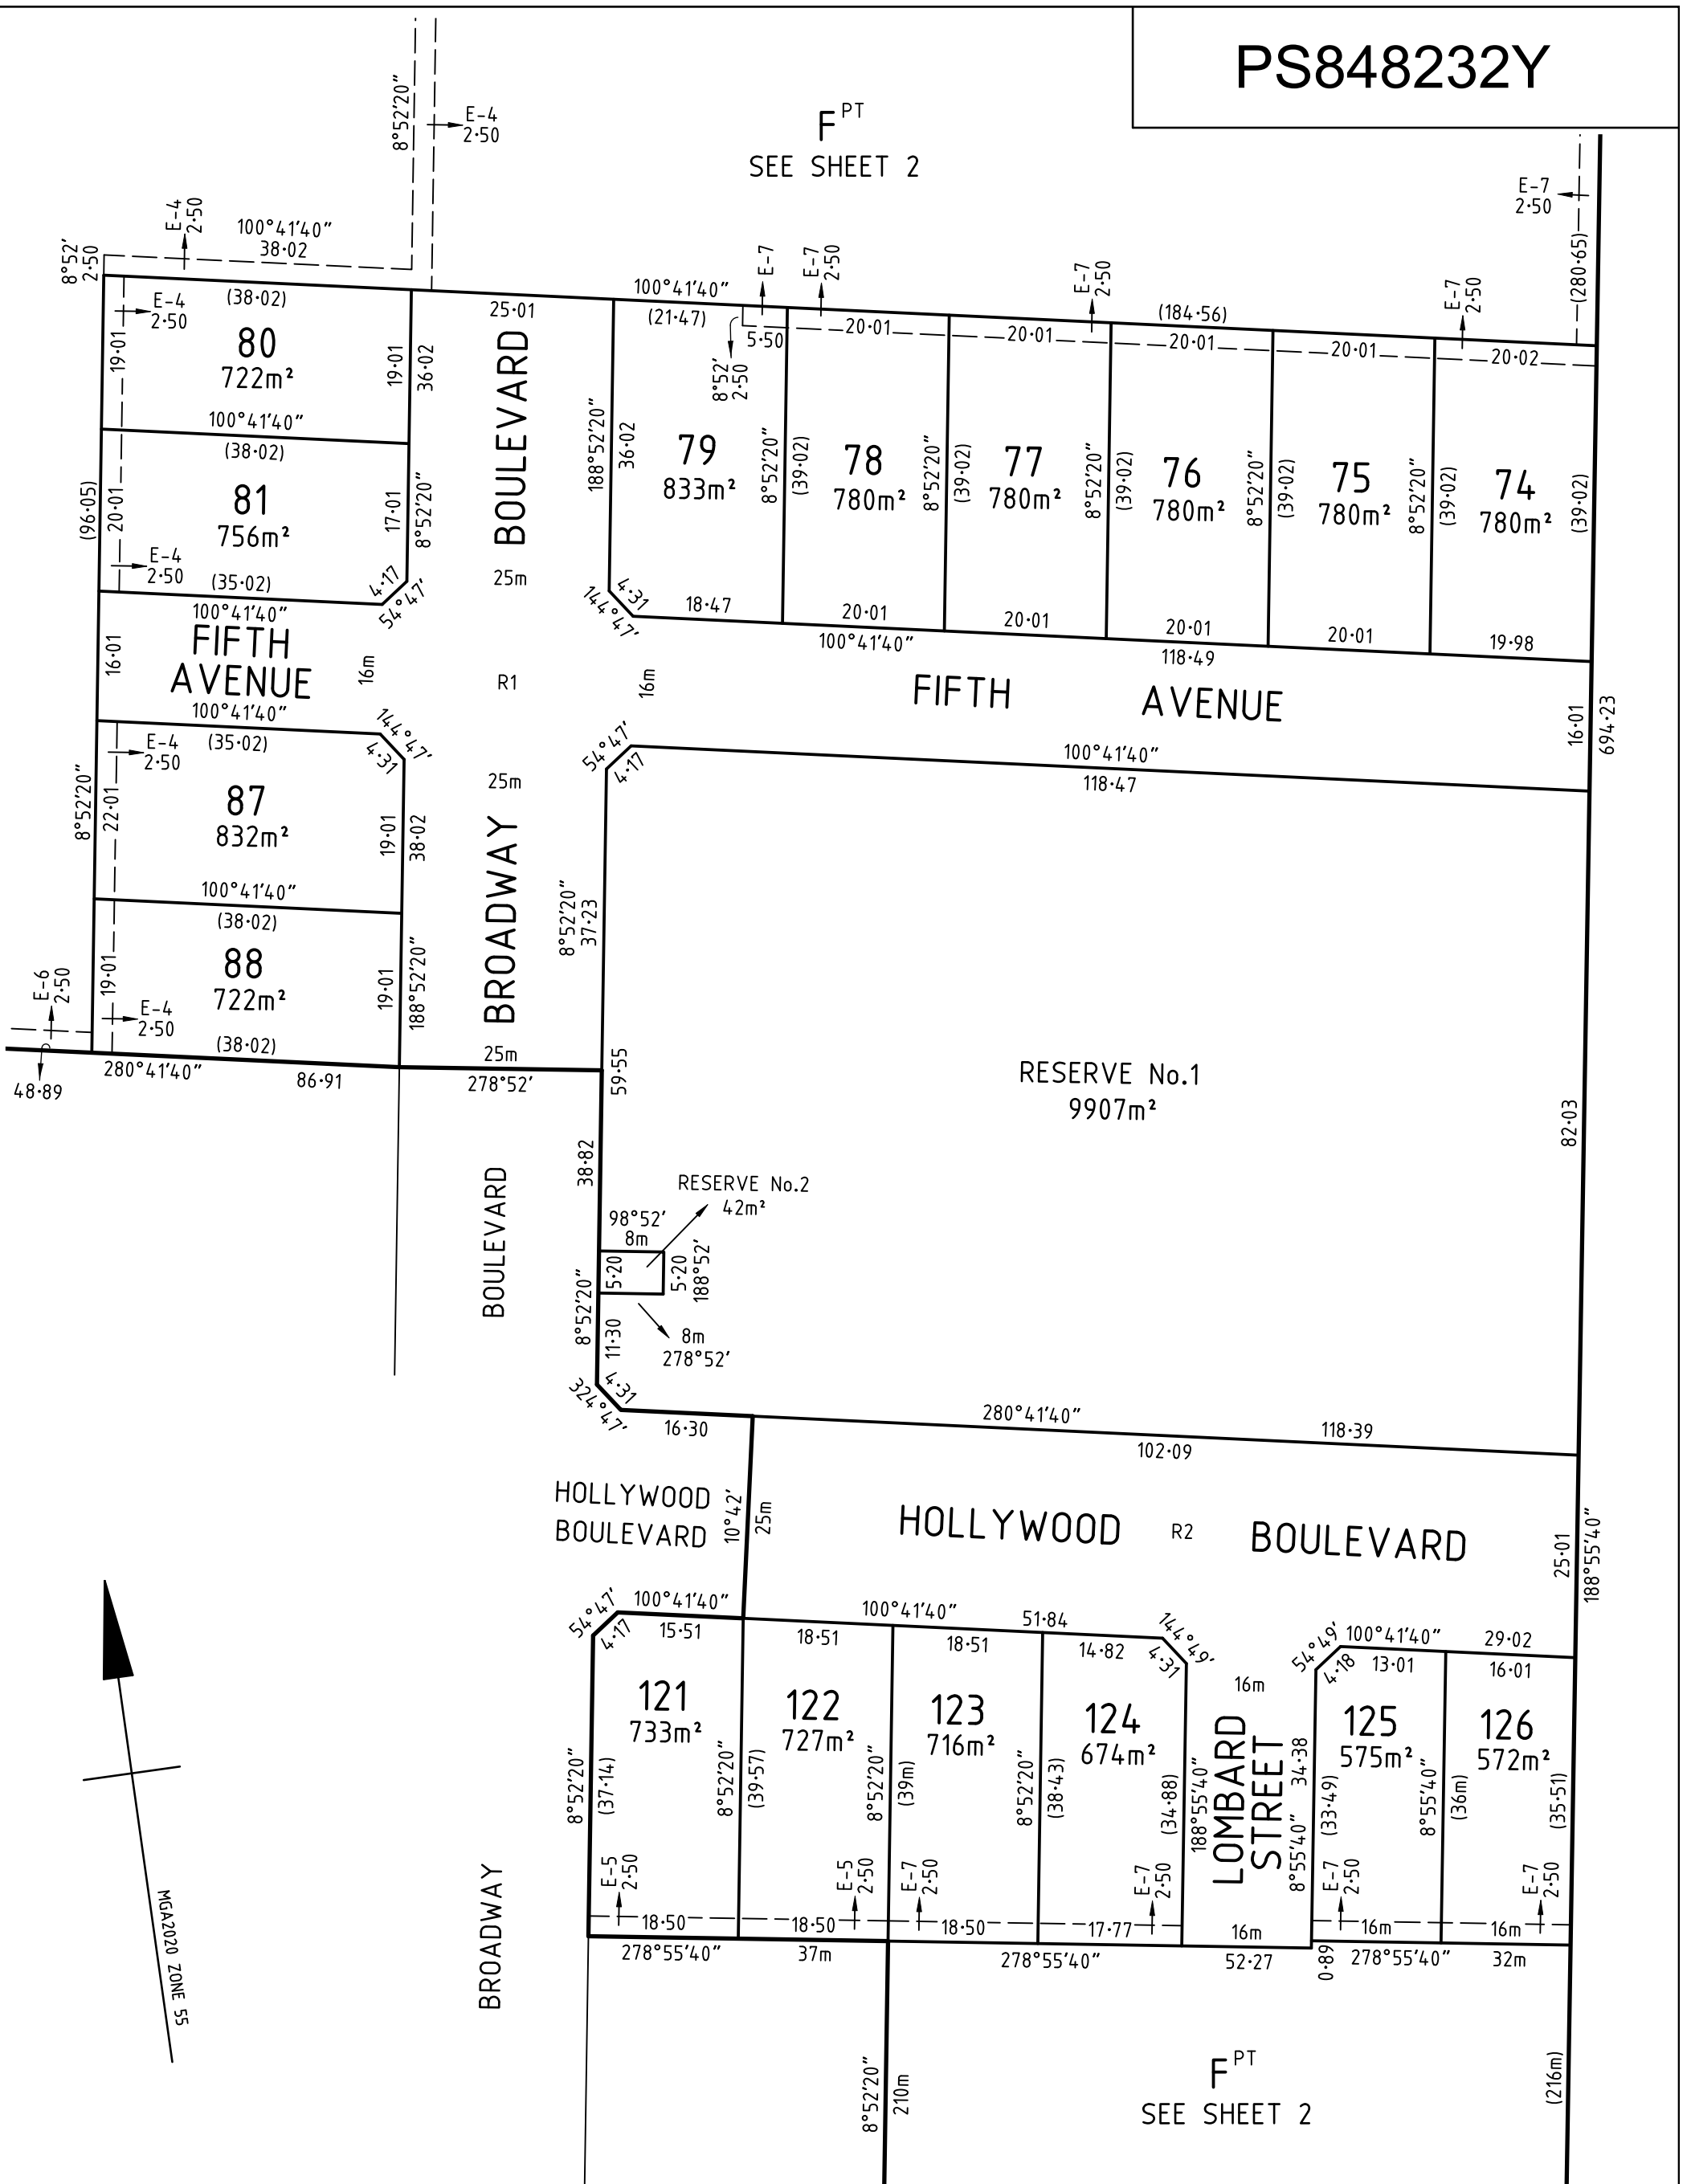 PS848232Y
8°52'20"
E-4
2·50
F PT
SEE SHEET 2
E-7
2·50
(280·65)
8°52'
2·50
E-4
2·50
100°41'40"
38·02
(38·02)
E-4
2·50
19·01
80
722m²
19·01
36·02
100°41'40"
(38·02)
(96·05)
20·01
81
756m²
17·01
8°52'20"
E-4
2·50
(35·02)
4·17
54°47'
100°41'40"
25·01
BOULEVARD
25m
100°41'40"
(21·47)
E-7
5·50
8°52'
2·50
E-7
2·50
E-7
2·50
(184·56)
E-7
2·50
20·01
20·01
20·01
20·01
20·02
188°52'20"
36·02
79
833m²
8°52'20"
(39·02)
78
780m²
8°52'20"
(39·02)
77
780m²
8°52'20"
(39·02)
76
780m²
8°52'20"
(39·02)
75
780m²
8°52'20"
(39·02)
74
780m²
(39·02)
144°47'
4·31
18·47
20·01
20·01
20·01
20·01
19·98
100°41'40"
118·49
FIFTH
AVENUE
16·01
16m
R1
16m
FIFTH AVENUE
16·01
694·23
100°41'40"
(35·02)
144°47'
4·31
E-4
2·50
25m
54°47'
4·17
100°41'40"
118·47
8°52'20"
22·01
87
832m²
19·01
38·02
100°41'40"
(38·02)
BROADWAY
8°52'20"
37·23
88
722m²
19·01
19·01
188°52'20"
E-6
2·50
E-4
2·50
(38·02)
25m
280°41'40"
86·91
278°52'
48·89
59·55
RESERVE No.1
9907m²
82·03
38·82
BOULEVARD
RESERVE No.2
42m²
98°52'
8m
5·20
5·20
188°52'
8°52'20"
11·30
8m
278°52'
324°47'
4·31
16·30
280°41'40"
118·39
102·09
HOLLYWOOD
BOULEVARD
10°42'
25m
HOLLYWOOD R2 BOULEVARD
25·01
188°55'40"
54°47'
4·17
100°41'40"
15·51
100°41'40"
51·84
18·51
18·51
14·82
144°49'
4·31
16m
54°49'
4·18
100°41'40"
29·02
13·01
16·01
121
733m²
8°52'20"
(37·14)
122
727m²
8°52'20"
(39·57)
123
716m²
8°52'20"
(39m)
124
674m²
8°52'20"
(38·43)
(34·88)
188°55'40"
LOMBARD
STREET
34·38
8°55'40"
(33·49)
125
575m²
8°55'40"
(36m)
126
572m²
(35·51)
E-5
2·50
E-5
2·50
E-7
2·50
E-7
2·50
E-7
2·50
E-7
2·50
18·50
18·50
18·50
17·77
16m
16m
16m
278°55'40"
37m
278°55'40"
52·27
0·89
278°55'40"
32m
BROADWAY
MGA2020 ZONE 55
8°52'20"
210m
F PT
SEE SHEET 2
(216m)